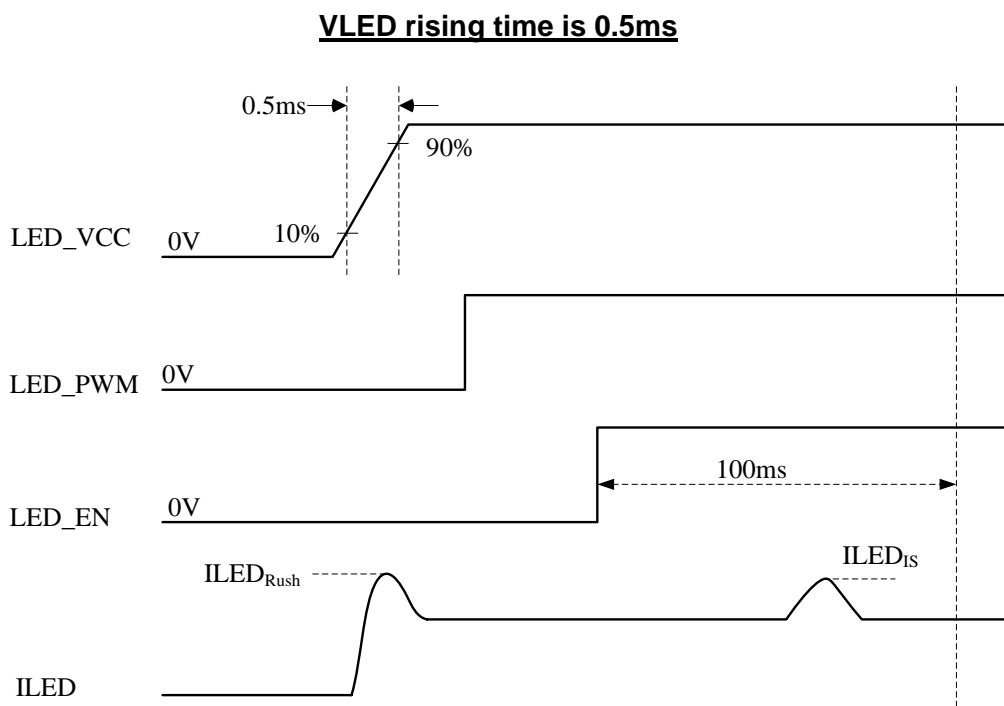 VLED rising time is 0.5ms
0.5ms
90%
10%
LED_VCC
0V
LED_PWM
0V
100ms
LED_EN
0V
ILEDRush
ILEDIS
ILED